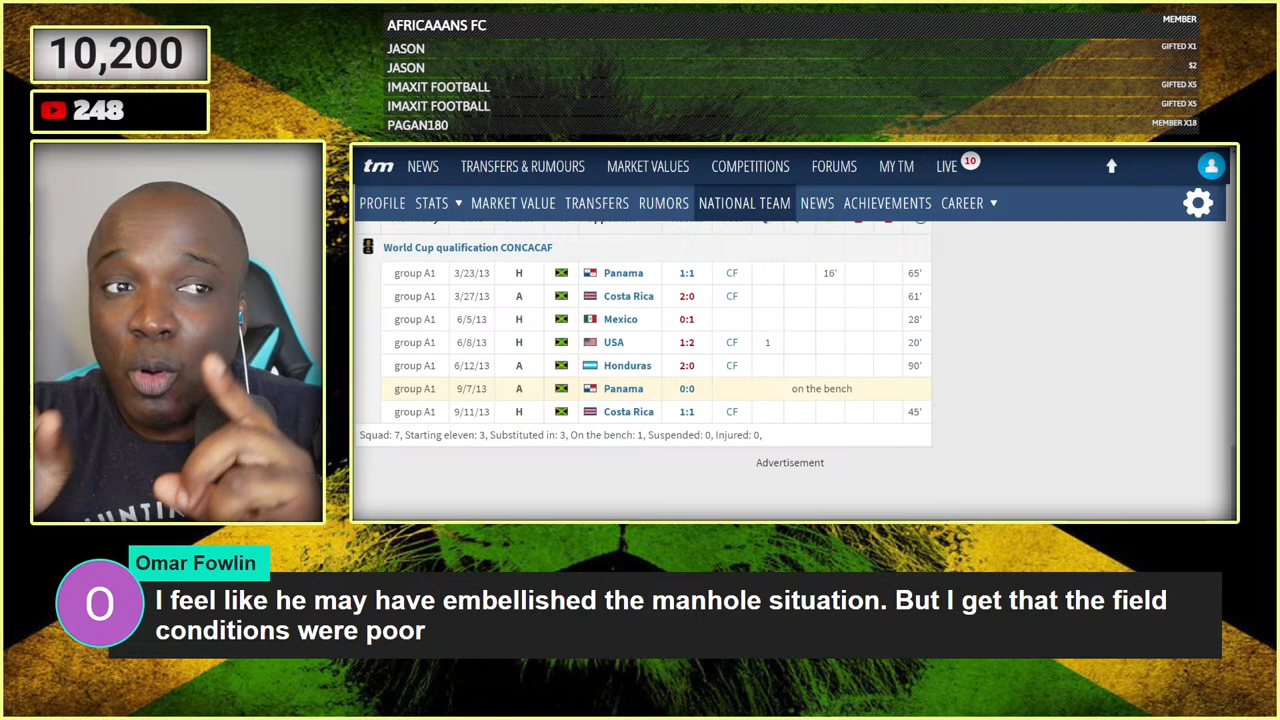 10,200
248
AFRICAAANS FC MEMBER
JASON GIFTED X1
JASON $2
IMAXIT FOOTBALL GIFTED X5
IMAXIT FOOTBALL GIFTED X5
PAGAN180 MEMBER X18
tm NEWS TRANSFERS & RUMOURS MARKET VALUES COMPETITIONS FORUMS MY TM LIVE 10
PROFILE STATS MARKET VALUE TRANSFERS RUMORS NATIONAL TEAM NEWS ACHIEVEMENTS CAREER
World Cup qualification CONCACAF
group A1 3/23/13 H Panama 1:1 CF 16' 65'
group A1 3/27/13 A Costa Rica 2:0 CF 61'
group A1 6/5/13 H Mexico 0:1 28'
group A1 6/8/13 H USA 1:2 CF 1 20'
group A1 6/12/13 A Honduras 2:0 CF 90'
group A1 9/7/13 A Panama 0:0 on the bench
group A1 9/11/13 H Costa Rica 1:1 CF 45'
Squad: 7, Starting eleven: 3, Substituted in: 3, On the bench: 1, Suspended: 0, Injured: 0,
Advertisement
Omar Fowlin
O
I feel like he may have embellished the manhole situation. But I get that the field
conditions were poor